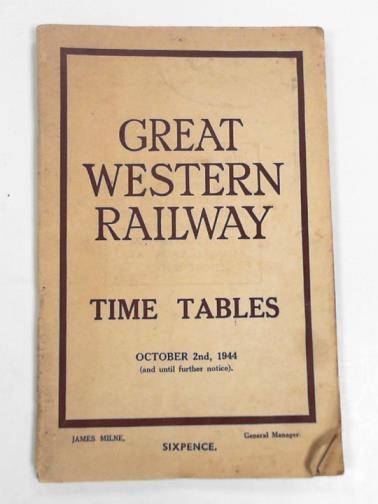 GREAT
WESTERN
RAILWAY
TIME TABLES
OCTOBER 2nd, 1944
(and until further notice).
JAMES MILNE, General Manager.
SIXPENCE.